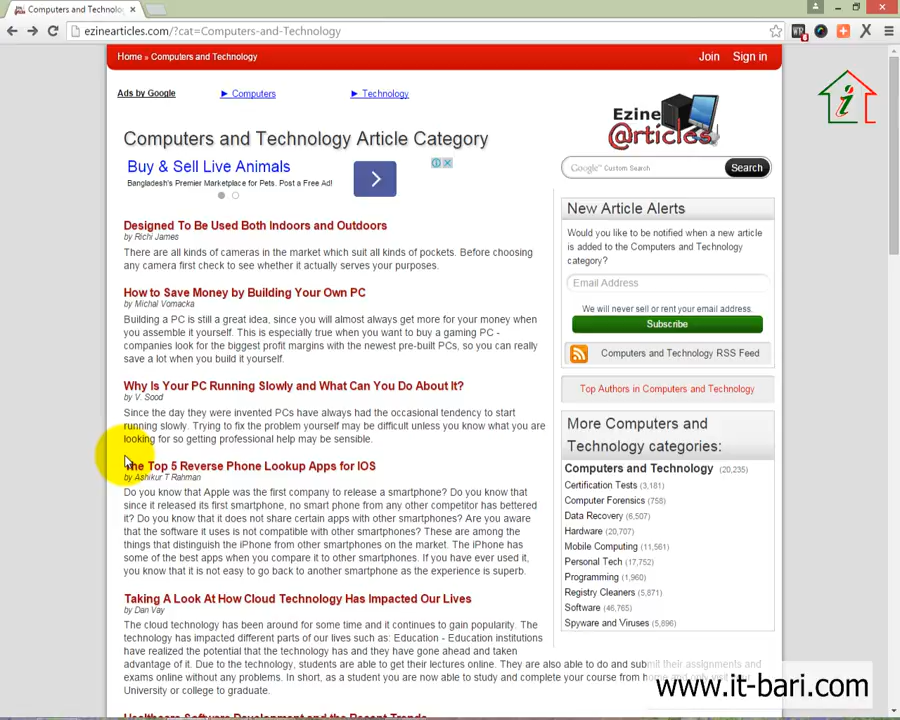 Computers and Technolo
ezinearticles.com/?cat=Computers-and-Technology
Home » Computers and Technology
Join Sign in
Ads by Google
► Computers
► Technology
Computers and Technology Article Category
Buy & Sell Live Animals
Bangladesh's Premier Marketplace for Pets. Post a Free Ad!
Designed To Be Used Both Indoors and Outdoors
by Richi James
There are all kinds of cameras in the market which suit all kinds of pockets. Before choosing
any camera first check to see whether it actually serves your purposes.
How to Save Money by Building Your Own PC
by Michal Vomacka
Building a PC is still a great idea, since you will almost always get more for your money when
you assemble it yourself. This is especially true when you want to buy a gaming PC -
companies look for the biggest profit margins with the newest pre-built PCs, so you can really
save a lot when you build it yourself.
Why Is Your PC Running Slowly and What Can You Do About It?
by V. Sood
Since the day they were invented PCs have always had the occasional tendency to start
running slowly. Trying to fix the problem yourself may be difficult unless you know what you are
looking for so getting professional help may be sensible.
The Top 5 Reverse Phone Lookup Apps for IOS
by Ashikur T Rahman
Do you know that Apple was the first company to release a smartphone? Do you know that
since it released its first smartphone, no smart phone from any other competitor has bettered
it? Do you know that it does not share certain apps with other smartphones? Are you aware
that the software it uses is not compatible with other smartphones? These are among the
things that distinguish the iPhone from other smartphones on the market. The iPhone has
some of the best apps when you compare it to other smartphones. If you have ever used it,
you know that it is not easy to go back to another smartphone as the experience is superb.
Taking A Look At How Cloud Technology Has Impacted Our Lives
by Dan Vay
The cloud technology has been around for some time and it continues to gain popularity. The
technology has impacted different parts of our lives such as: Education - Education institutions
have realized the potential that the technology has and they have gone ahead and taken
advantage of it. Due to the technology, students are able to get their lectures online. They are also able to do and submit their assignments and
exams online without any problems. In short, as a student you are now able to study and complete your course from home and only visit
University or college to graduate.
Healthcare Software Development and the Recent Trends
Ezine
@rticles
Google™ Custom Search
Search
New Article Alerts
Would you like to be notified when a new article
is added to the Computers and Technology
category?
Email Address
We will never sell or rent your email address.
Subscribe
Computers and Technology RSS Feed
Top Authors in Computers and Technology
More Computers and
Technology categories:
Computers and Technology (20,235)
Certification Tests (3,181)
Computer Forensics (758)
Data Recovery (6,507)
Hardware (20,707)
Mobile Computing (11,561)
Personal Tech (17,752)
Programming (1,960)
Registry Cleaners (5,871)
Software (46,765)
Spyware and Viruses (5,896)
i
www.it-bari.com